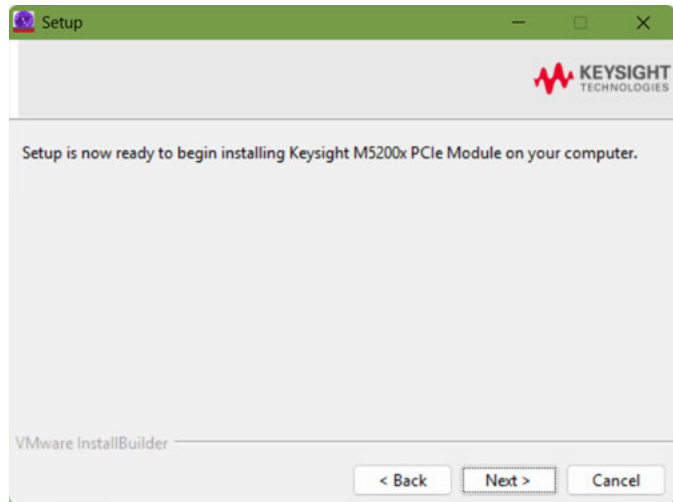 Setup
KEYSIGHT
TECHNOLOGIES
Setup is now ready to begin installing Keysight M5200x PCIe Module on your computer.
VMware InstallBuilder
< Back
Next >
Cancel